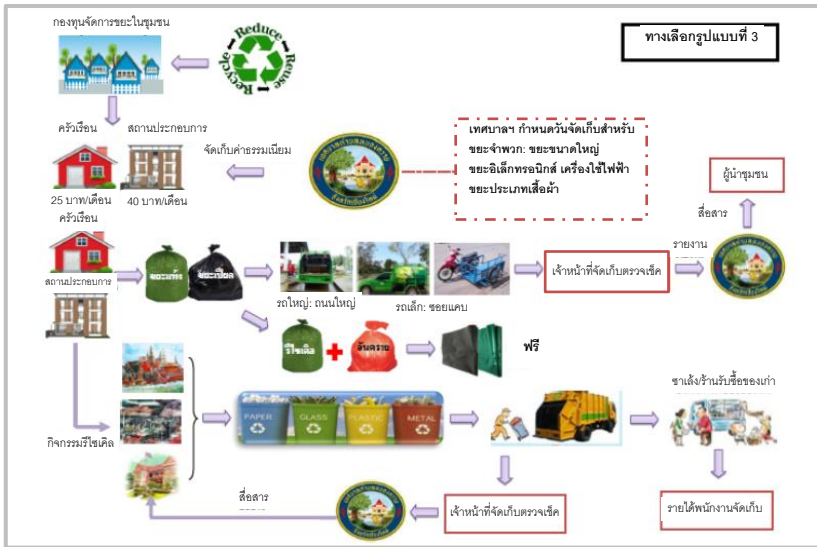 ทางเลือกรูปแบบที่ 3
กองทุนจัดการขยะในชุมชน
Reduce
Reuse
Recycle
ครัวเรือน
สถานประกอบการ
จัดเก็บค่าธรรมเนียม
25 บาท/เดือน
40 บาท/เดือน
เทศบาลฯ กำหนดวันจัดเก็บสำหรับ
ขยะจำพวก: ขยะขนาดใหญ่
ขยะอิเล็กทรอนิกส์ เครื่องใช้ไฟฟ้า
ขยะประเภทเสื้อผ้า
ผู้นำชุมชน
สื่อสาร
ครัวเรือน
สถานประกอบการ
ขยะแห้ง
ขยะเปียก
รถใหญ่: ถนนใหญ่
รถเล็ก: ซอยแคบ
เจ้าหน้าที่จัดเก็บตรวจเช็ค
รายงาน
รีไซเคิล
อันตราย
ฟรี
กิจกรรมรีไซเคิล
PAPER
GLASS
PLASTIC
METAL
ซาเล้ง/ร้านรับซื้อของเก่า
สื่อสาร
เจ้าหน้าที่จัดเก็บตรวจเช็ค
รายได้พนักงานจัดเก็บ